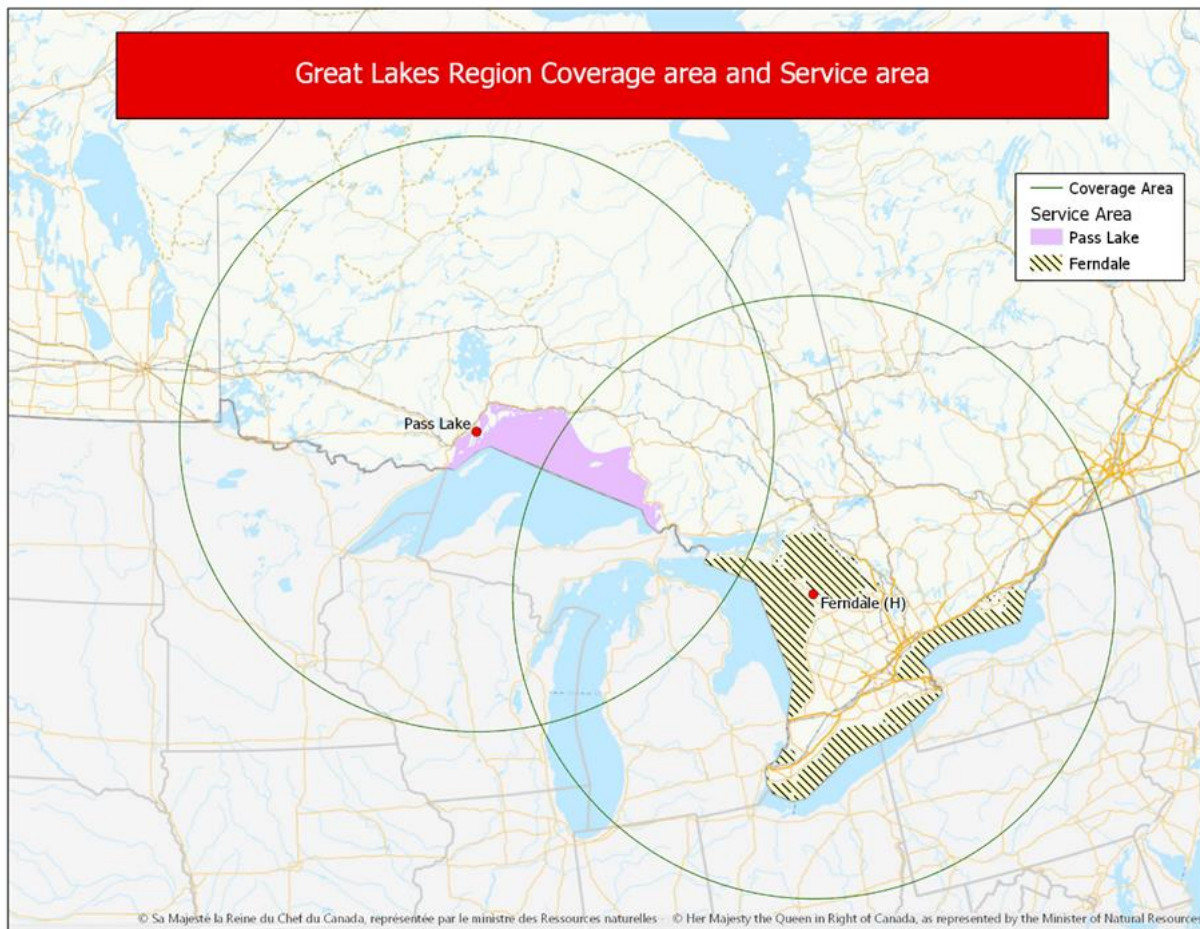 Great Lakes Region Coverage area and Service area
Coverage Area
Service Area
Pass Lake
Ferndale
Pass Lake
Ferndale (H)
© Sa Majesté la Reine du Chef du Canada, représentée par le ministre des Ressources naturelles © Her Majesty the Queen in Right of Canada, as represented by the Minister of Natural Resources